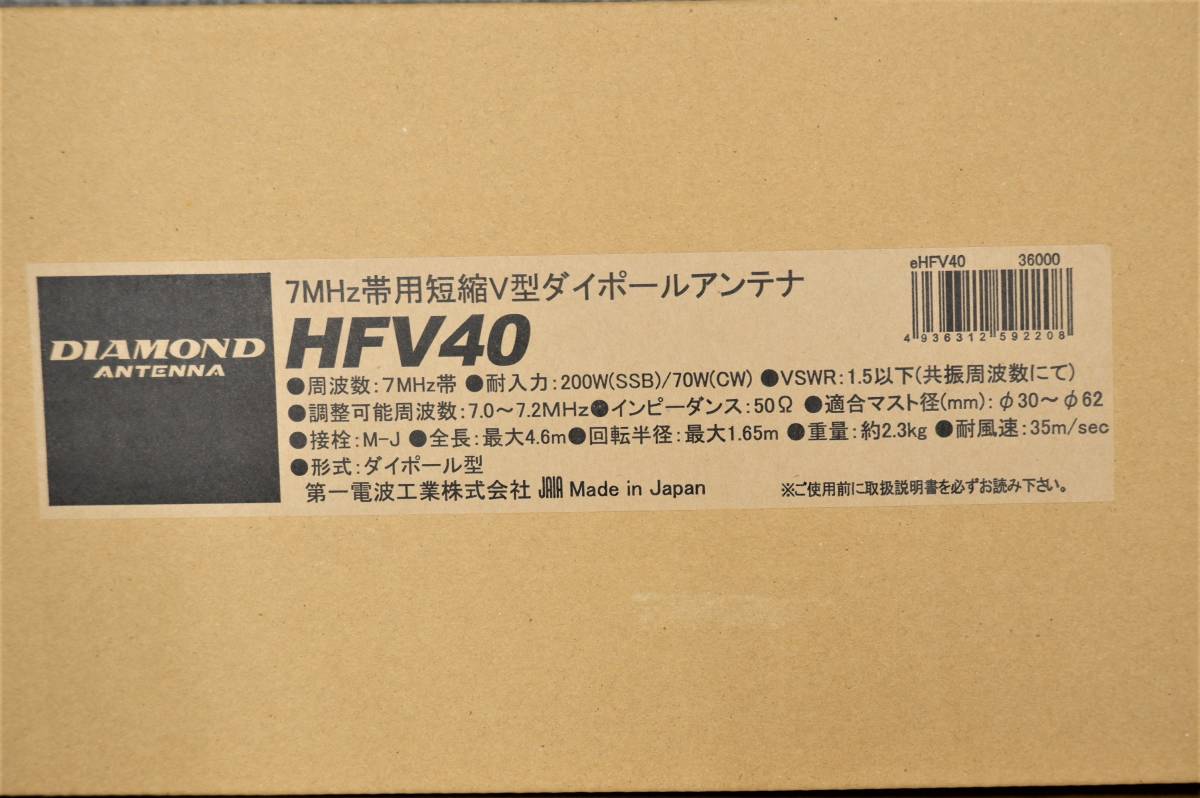 DIAMOND
ANTENNA
7MHz帯用短縮V型ダイポールアンテナ
HFV40
eHFV40 36000
4936312592208
●周波数:7MHz帯 ●耐入力:200W(SSB)/70W(CW) ●VSWR:1.5以下(共振周波数にて)
●調整可能周波数:7.0～7.2MHz●インピーダンス:50Ω ●適合マスト径(mm):φ30～φ62
●接栓:M-J ●全長:最大4.6m●回転半径:最大1.65m ●重量:約2.3kg ●耐風速:35m/sec
●形式:ダイポール型
第一電波工業株式会社 JAIA Made in Japan ※ご使用前に取扱説明書を必ずお読み下さい。